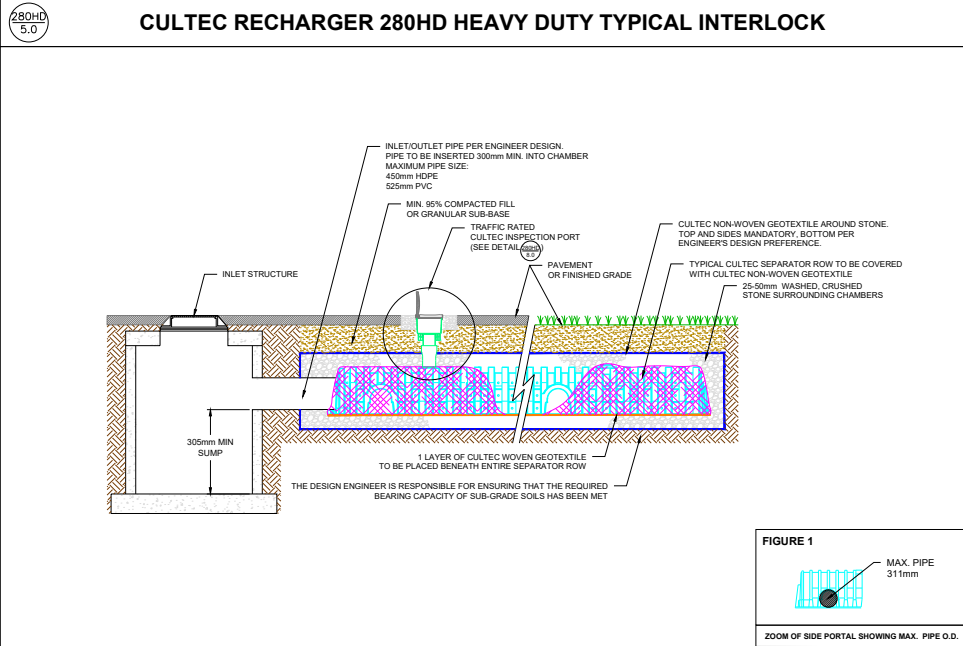 280HD
5.0
CULTEC RECHARGER 280HD HEAVY DUTY TYPICAL INTERLOCK
INLET/OUTLET PIPE PER ENGINEER DESIGN.
PIPE TO BE INSERTED 300mm MIN. INTO CHAMBER
MAXIMUM PIPE SIZE:
450mm HDPE
525mm PVC
MIN. 95% COMPACTED FILL
OR GRANULAR SUB-BASE
TRAFFIC RATED
CULTEC INSPECTION PORT
(SEE DETAIL )
280HD
8.0
PAVEMENT
OR FINISHED GRADE
CULTEC NON-WOVEN GEOTEXTILE AROUND STONE.
TOP AND SIDES MANDATORY, BOTTOM PER
ENGINEER'S DESIGN PREFERENCE.
TYPICAL CULTEC SEPARATOR ROW TO BE COVERED
WITH CULTEC NON-WOVEN GEOTEXTILE
25-50mm WASHED, CRUSHED
STONE SURROUNDING CHAMBERS
INLET STRUCTURE
305mm MIN
SUMP
1 LAYER OF CULTEC WOVEN GEOTEXTILE
TO BE PLACED BENEATH ENTIRE SEPARATOR ROW
THE DESIGN ENGINEER IS RESPONSIBLE FOR ENSURING THAT THE REQUIRED
BEARING CAPACITY OF SUB-GRADE SOILS HAS BEEN MET
FIGURE 1
MAX. PIPE
311mm
ZOOM OF SIDE PORTAL SHOWING MAX. PIPE O.D.